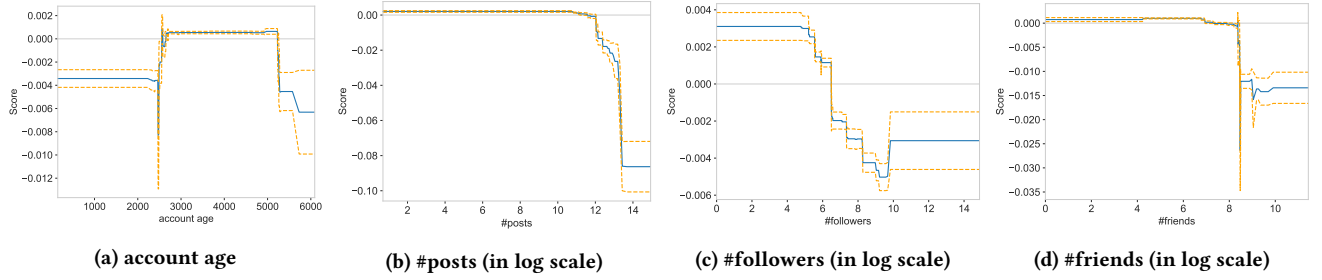 0.002
0.000
−0.002
−0.004
−0.006
−0.008
−0.010
−0.012
Score
1000 2000 3000 4000 5000 6000
account age
(a) account age
0.00
−0.02
−0.04
−0.06
−0.08
−0.10
Score
2 4 6 8 10 12 14
#posts
(b) #posts (in log scale)
0.004
0.002
0.000
−0.002
−0.004
−0.006
Score
0 2 4 6 8 10 12 14
#followers
(c) #followers (in log scale)
0.000
−0.005
−0.010
−0.015
−0.020
−0.025
−0.030
−0.035
Score
0 2 4 6 8 10
#friends
(d) #friends (in log scale)